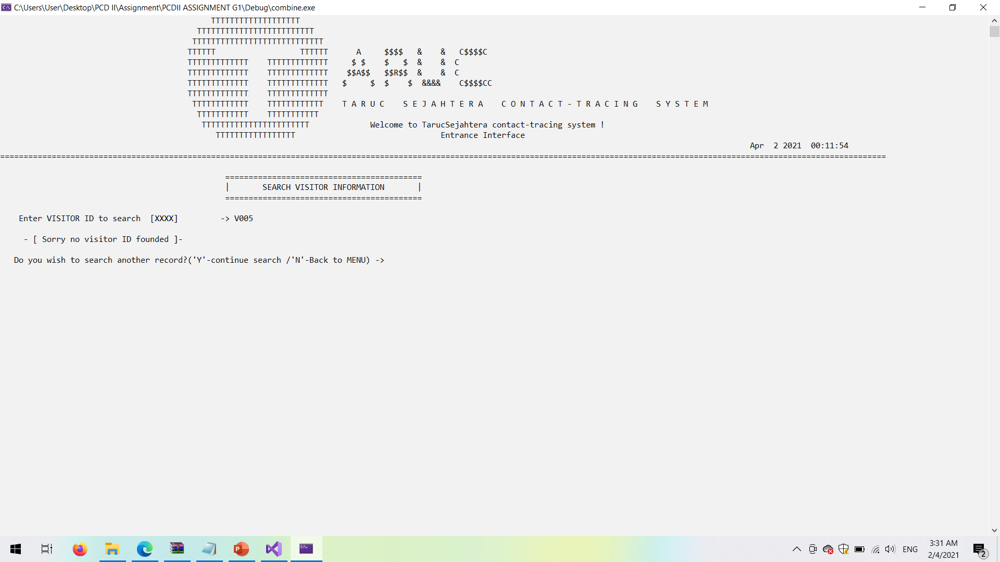 C:\Users\User\Desktop\PCD II\Assignment\PCDII ASSIGNMENT G1\Debug\combine.exe
TTTTTTTTTTTTTTTTTTT
TTTTTTTTTTTTTTTTTTTTTTTTT
TTTTTTTTTTTTTTTTTTTTTTTTTTTT
TTTTTT                  TTTTTT      A     $$$$   &    &   C$$$$C
TTTTTTTTTTTTT    TTTTTTTTTTTTT     $ $    $   $  &    &  C
TTTTTTTTTTTTT    TTTTTTTTTTTTT    $$A$$   $$R$$  &    &  C
TTTTTTTTTTTTT    TTTTTTTTTTTTT   $     $  $    $  &&&&    C$$$$CC
TTTTTTTTTTTTT    TTTTTTTTTTTTT
TTTTTTTTTTTT    TTTTTTTTTTTT    T A R U C    S E J A H T E R A    C O N T A C T - T R A C I N G    S Y S T E M
TTTTTTTTTTT    TTTTTTTTTTT
TTTTTTTTTTTTTTTTTTTTTTT             Welcome to TarucSejahtera contact-tracing system !
TTTTTTTTTTTTTTTTT                               Entrance Interface
Apr  2 2021  00:11:54
=============================================================================================================================================================================================
==========================================
|       SEARCH VISITOR INFORMATION       |
==========================================
Enter VISITOR ID to search  [XXXX]         -> V005
- [ Sorry no visitor ID founded ]-
Do you wish to search another record?('Y'-continue search /'N'-Back to MENU) ->
ENG
3:31 AM
2/4/2021
2